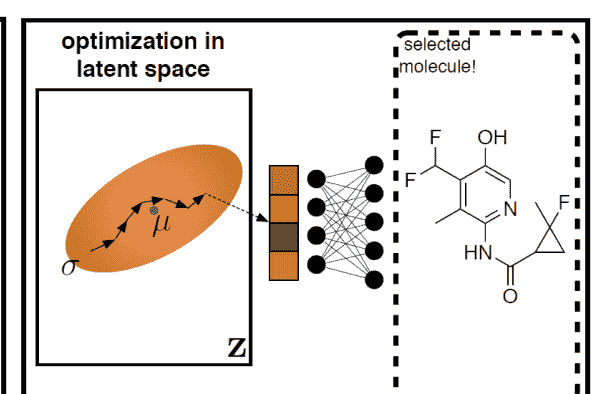 optimization in
latent space
selected
molecule!
σ
μ
Z
F
OH
F
N
F
HN
O